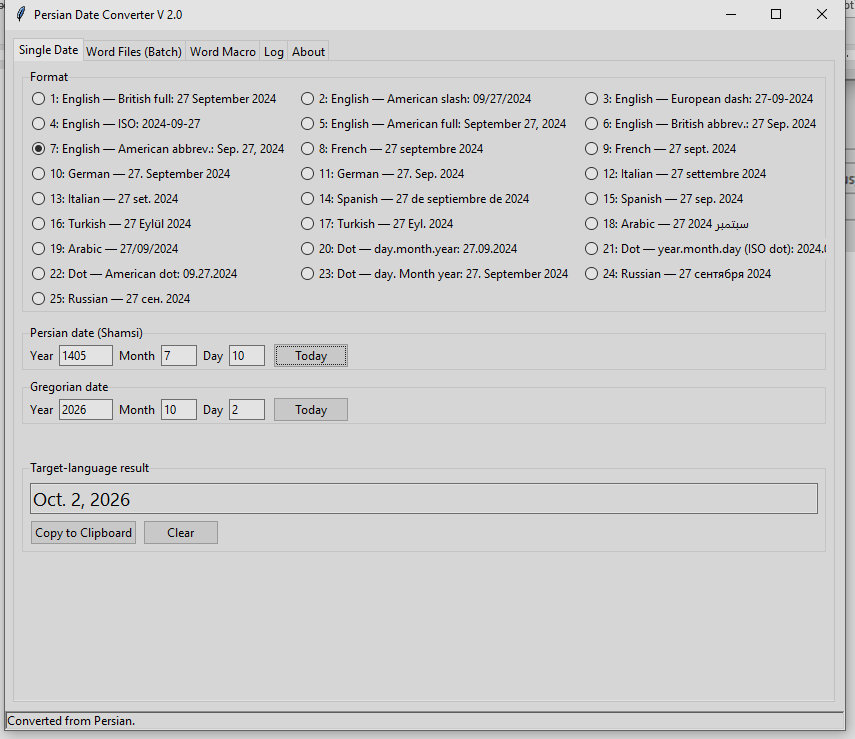 Persian Date Converter V 2.0
Single Date Word Files (Batch) Word Macro Log About
Format
1: English — British full: 27 September 2024 2: English — American slash: 09/27/2024 3: English — European dash: 27-09-2024
4: English — ISO: 2024-09-27 5: English — American full: September 27, 2024 6: English — British abbrev.: 27 Sep. 2024
7: English — American abbrev.: Sep. 27, 2024 8: French — 27 septembre 2024 9: French — 27 sept. 2024
10: German — 27. September 2024 11: German — 27. Sep. 2024 12: Italian — 27 settembre 2024
13: Italian — 27 set. 2024 14: Spanish — 27 de septiembre de 2024 15: Spanish — 27 sep. 2024
16: Turkish — 27 Eylül 2024 17: Turkish — 27 Eyl. 2024 18: Arabic — 27 سبتمبر 2024
19: Arabic — 27/09/2024 20: Dot — day.month.year: 27.09.2024 21: Dot — year.month.day (ISO dot): 2024.
22: Dot — American dot: 09.27.2024 23: Dot — day. Month year: 27. September 2024 24: Russian — 27 сентября 2024
25: Russian — 27 сен. 2024
Persian date (Shamsi)
Year 1405 Month 7 Day 10 Today
Gregorian date
Year 2026 Month 10 Day 2 Today
Target-language result
Oct. 2, 2026
Copy to Clipboard Clear
Converted from Persian.